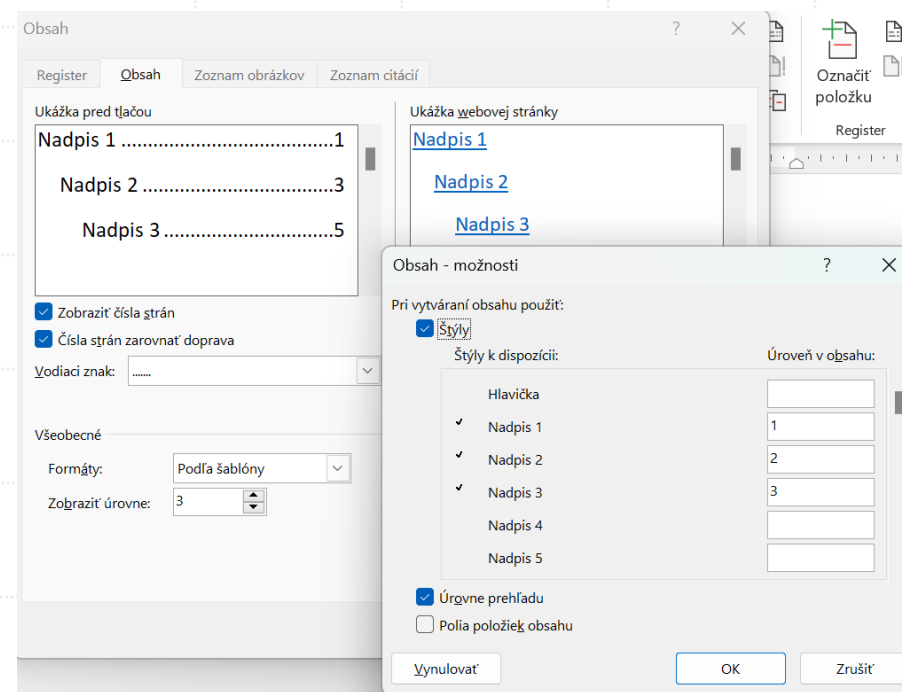 Obsah
Register Obsah Zoznam obrázkov Zoznam citácií
Ukážka pred tlačou
Nadpis 1 ......................................1
Nadpis 2 ..................................3
Nadpis 3 ..............................5
Ukážka webovej stránky
Nadpis 1
Nadpis 2
Nadpis 3
Zobraziť čísla strán
Čísla strán zarovnať doprava
Vodiaci znak: .......
Všeobecné
Formáty: Podľa šablóny
Zobraziť úrovne: 3
Označiť
položku
Register
Obsah - možnosti
Pri vytváraní obsahu použiť:
Štýly
Štýly k dispozícii: Úroveň v obsahu:
Hlavička
Nadpis 1 1
Nadpis 2 2
Nadpis 3 3
Nadpis 4
Nadpis 5
Úrovne prehľadu
Polia položiek obsahu
Vynulovať OK Zrušiť